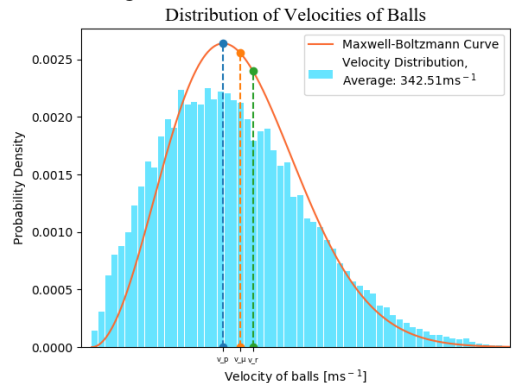 Distribution of Velocities of Balls
Maxwell-Boltzmann Curve
Velocity Distribution,
Average: 342.51ms⁻¹
Probability Density
0.0025
0.0020
0.0015
0.0010
0.0005
0.0000
v_p v_μ v_r
Velocity of balls [ms⁻¹]